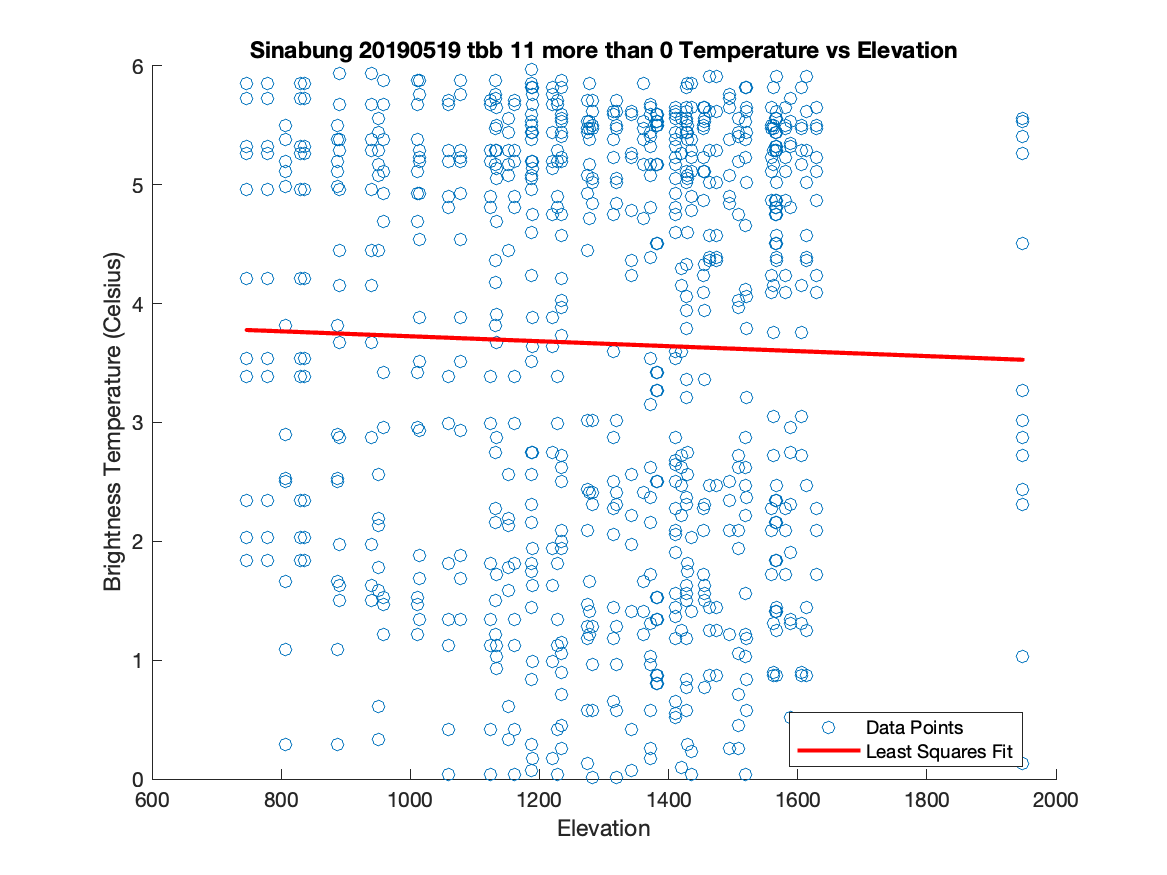 Sinabung 20190519 tbb 11 more than 0 Temperature vs Elevation
6
5
4
3
2
1
0
Brightness Temperature (Celsius)
600 800 1000 1200 1400 1600 1800 2000
Elevation
Data Points
Least Squares Fit